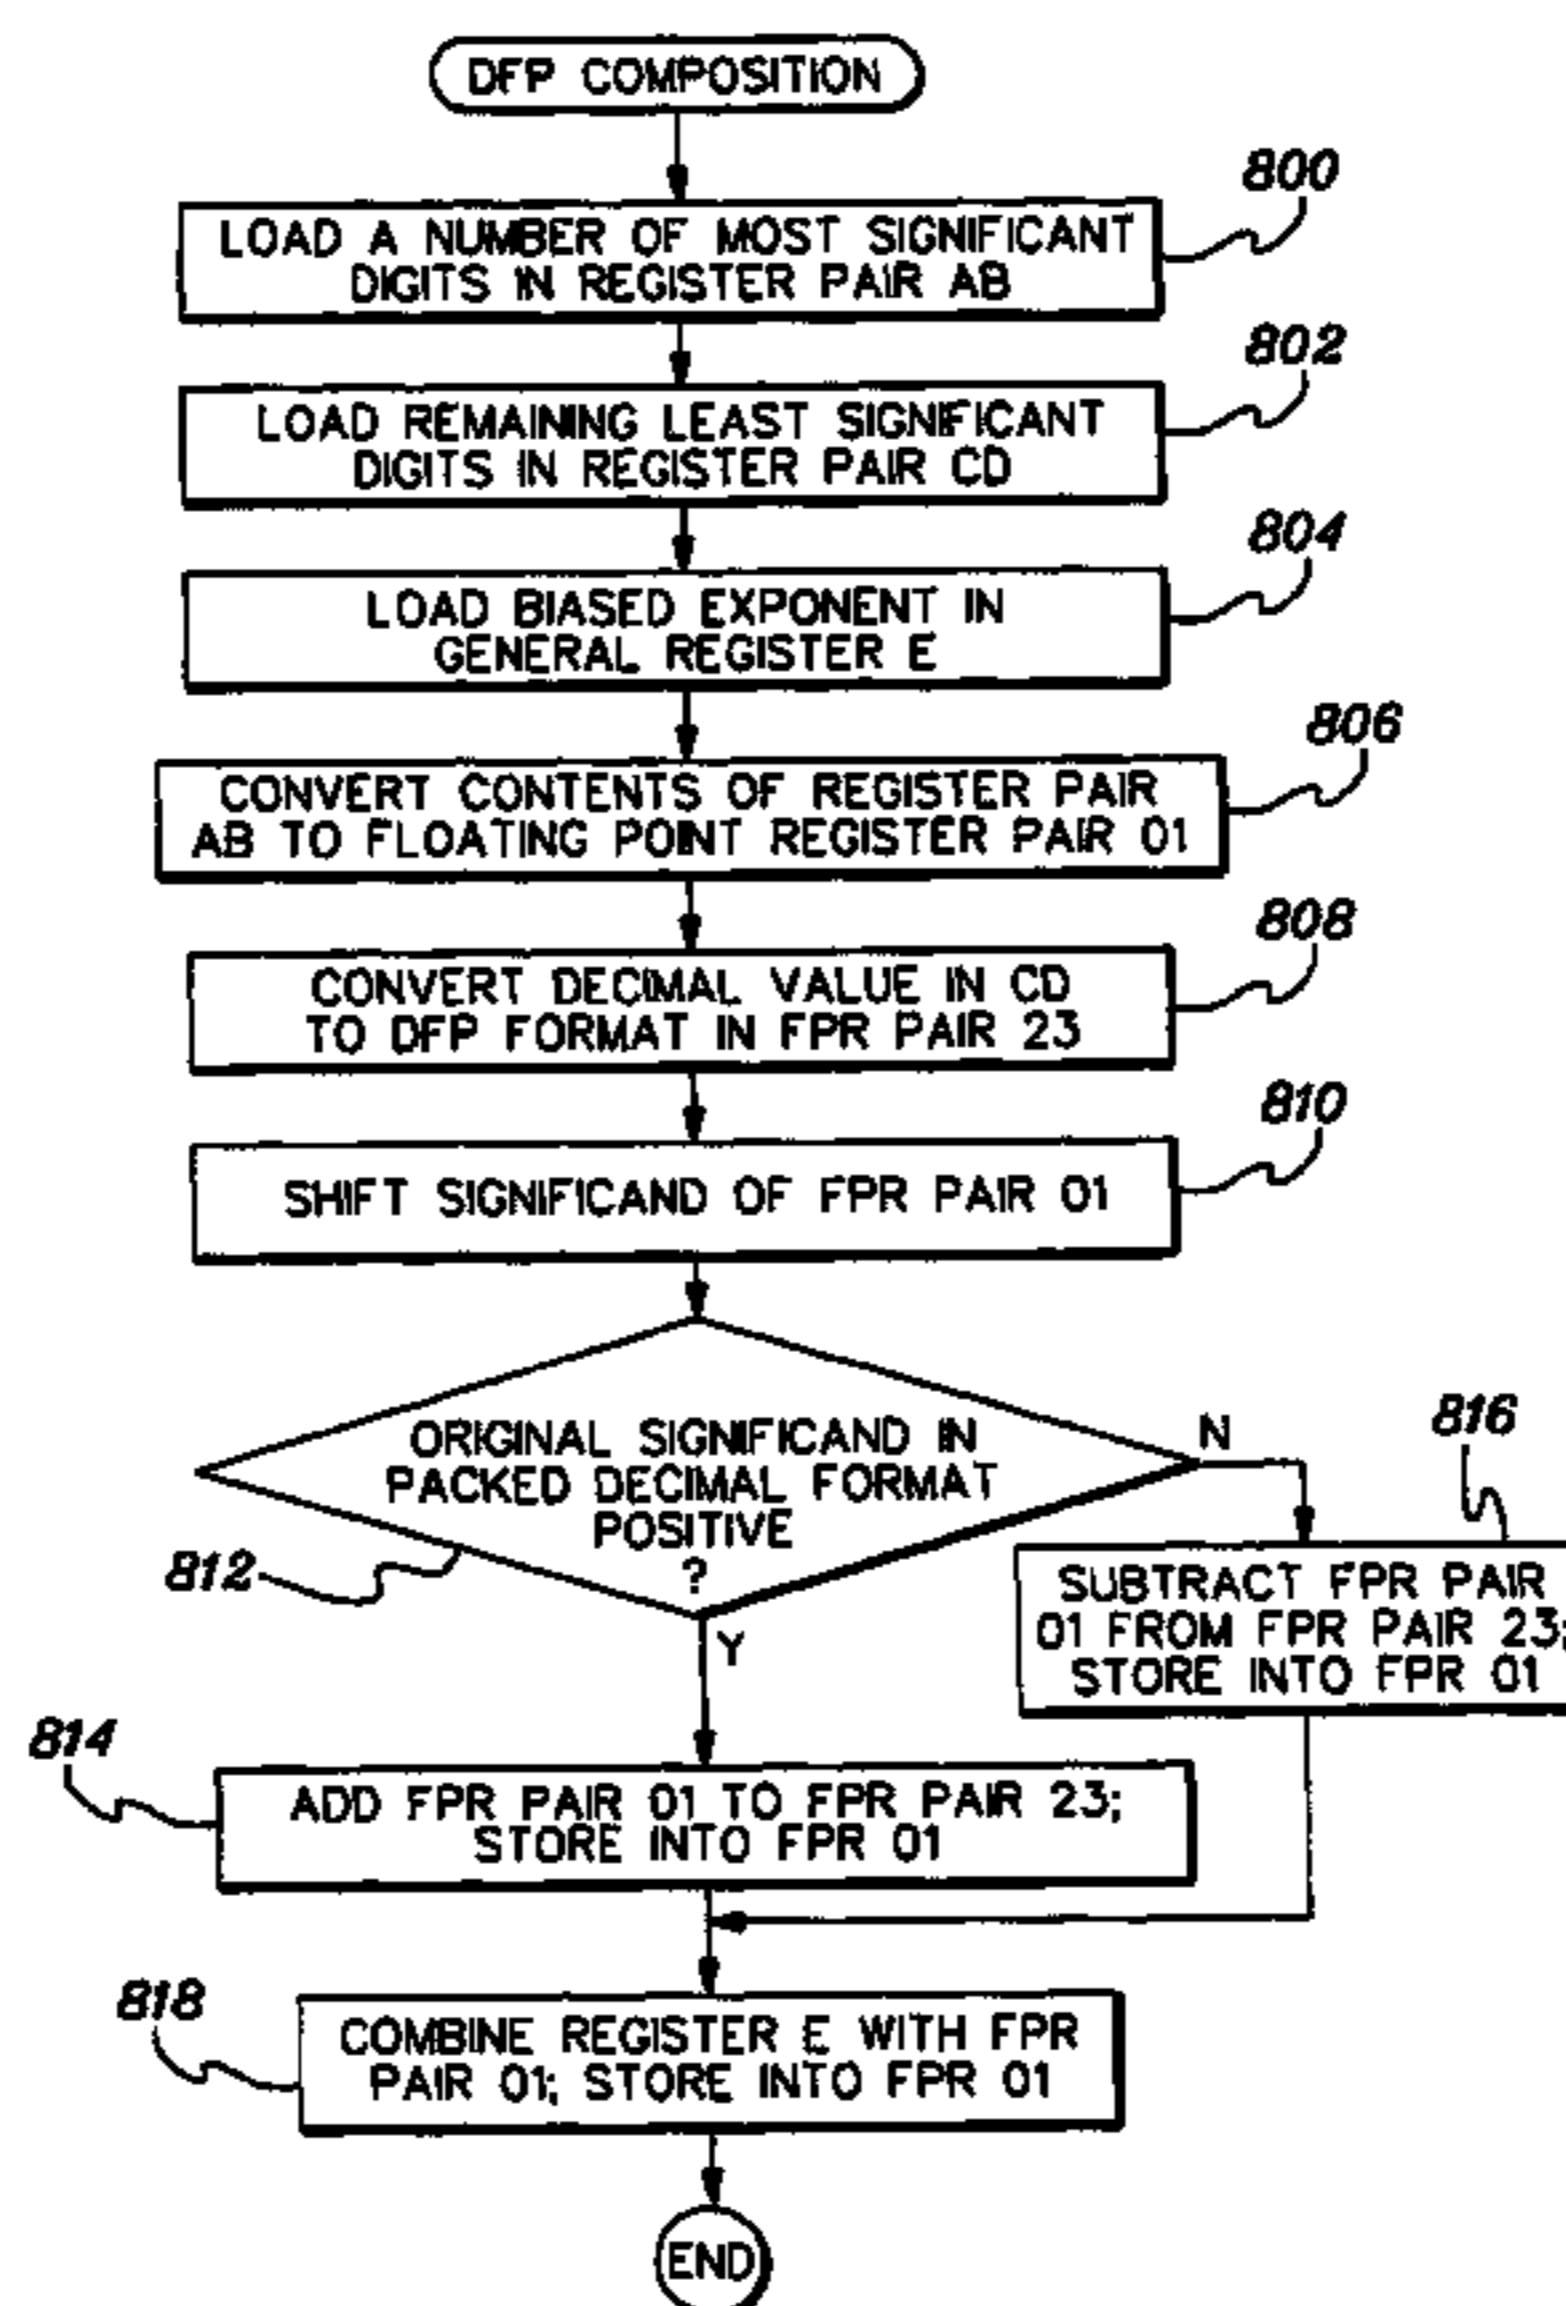 DFP COMPOSITION
800
LOAD A NUMBER OF MOST SIGNIFICANT
DIGITS IN REGISTER PAIR AB
802
LOAD REMAINING LEAST SIGNIFICANT
DIGITS IN REGISTER PAIR CD
804
LOAD BIASED EXPONENT IN
GENERAL REGISTER E
806
CONVERT CONTENTS OF REGISTER PAIR
AB TO FLOATING POINT REGISTER PAIR 01
808
CONVERT DECIMAL VALUE IN CD
TO DFP FORMAT IN FPR PAIR 23
810
SHIFT SIGNIFICAND OF FPR PAIR 01
812
ORIGINAL SIGNIFICAND IN
PACKED DECIMAL FORMAT
POSITIVE
?
N
Y
816
SUBTRACT FPR PAIR
01 FROM FPR PAIR 23;
STORE INTO FPR 01
814
ADD FPR PAIR 01 TO FPR PAIR 23;
STORE INTO FPR 01
818
COMBINE REGISTER E WITH FPR
PAIR 01; STORE INTO FPR 01
END